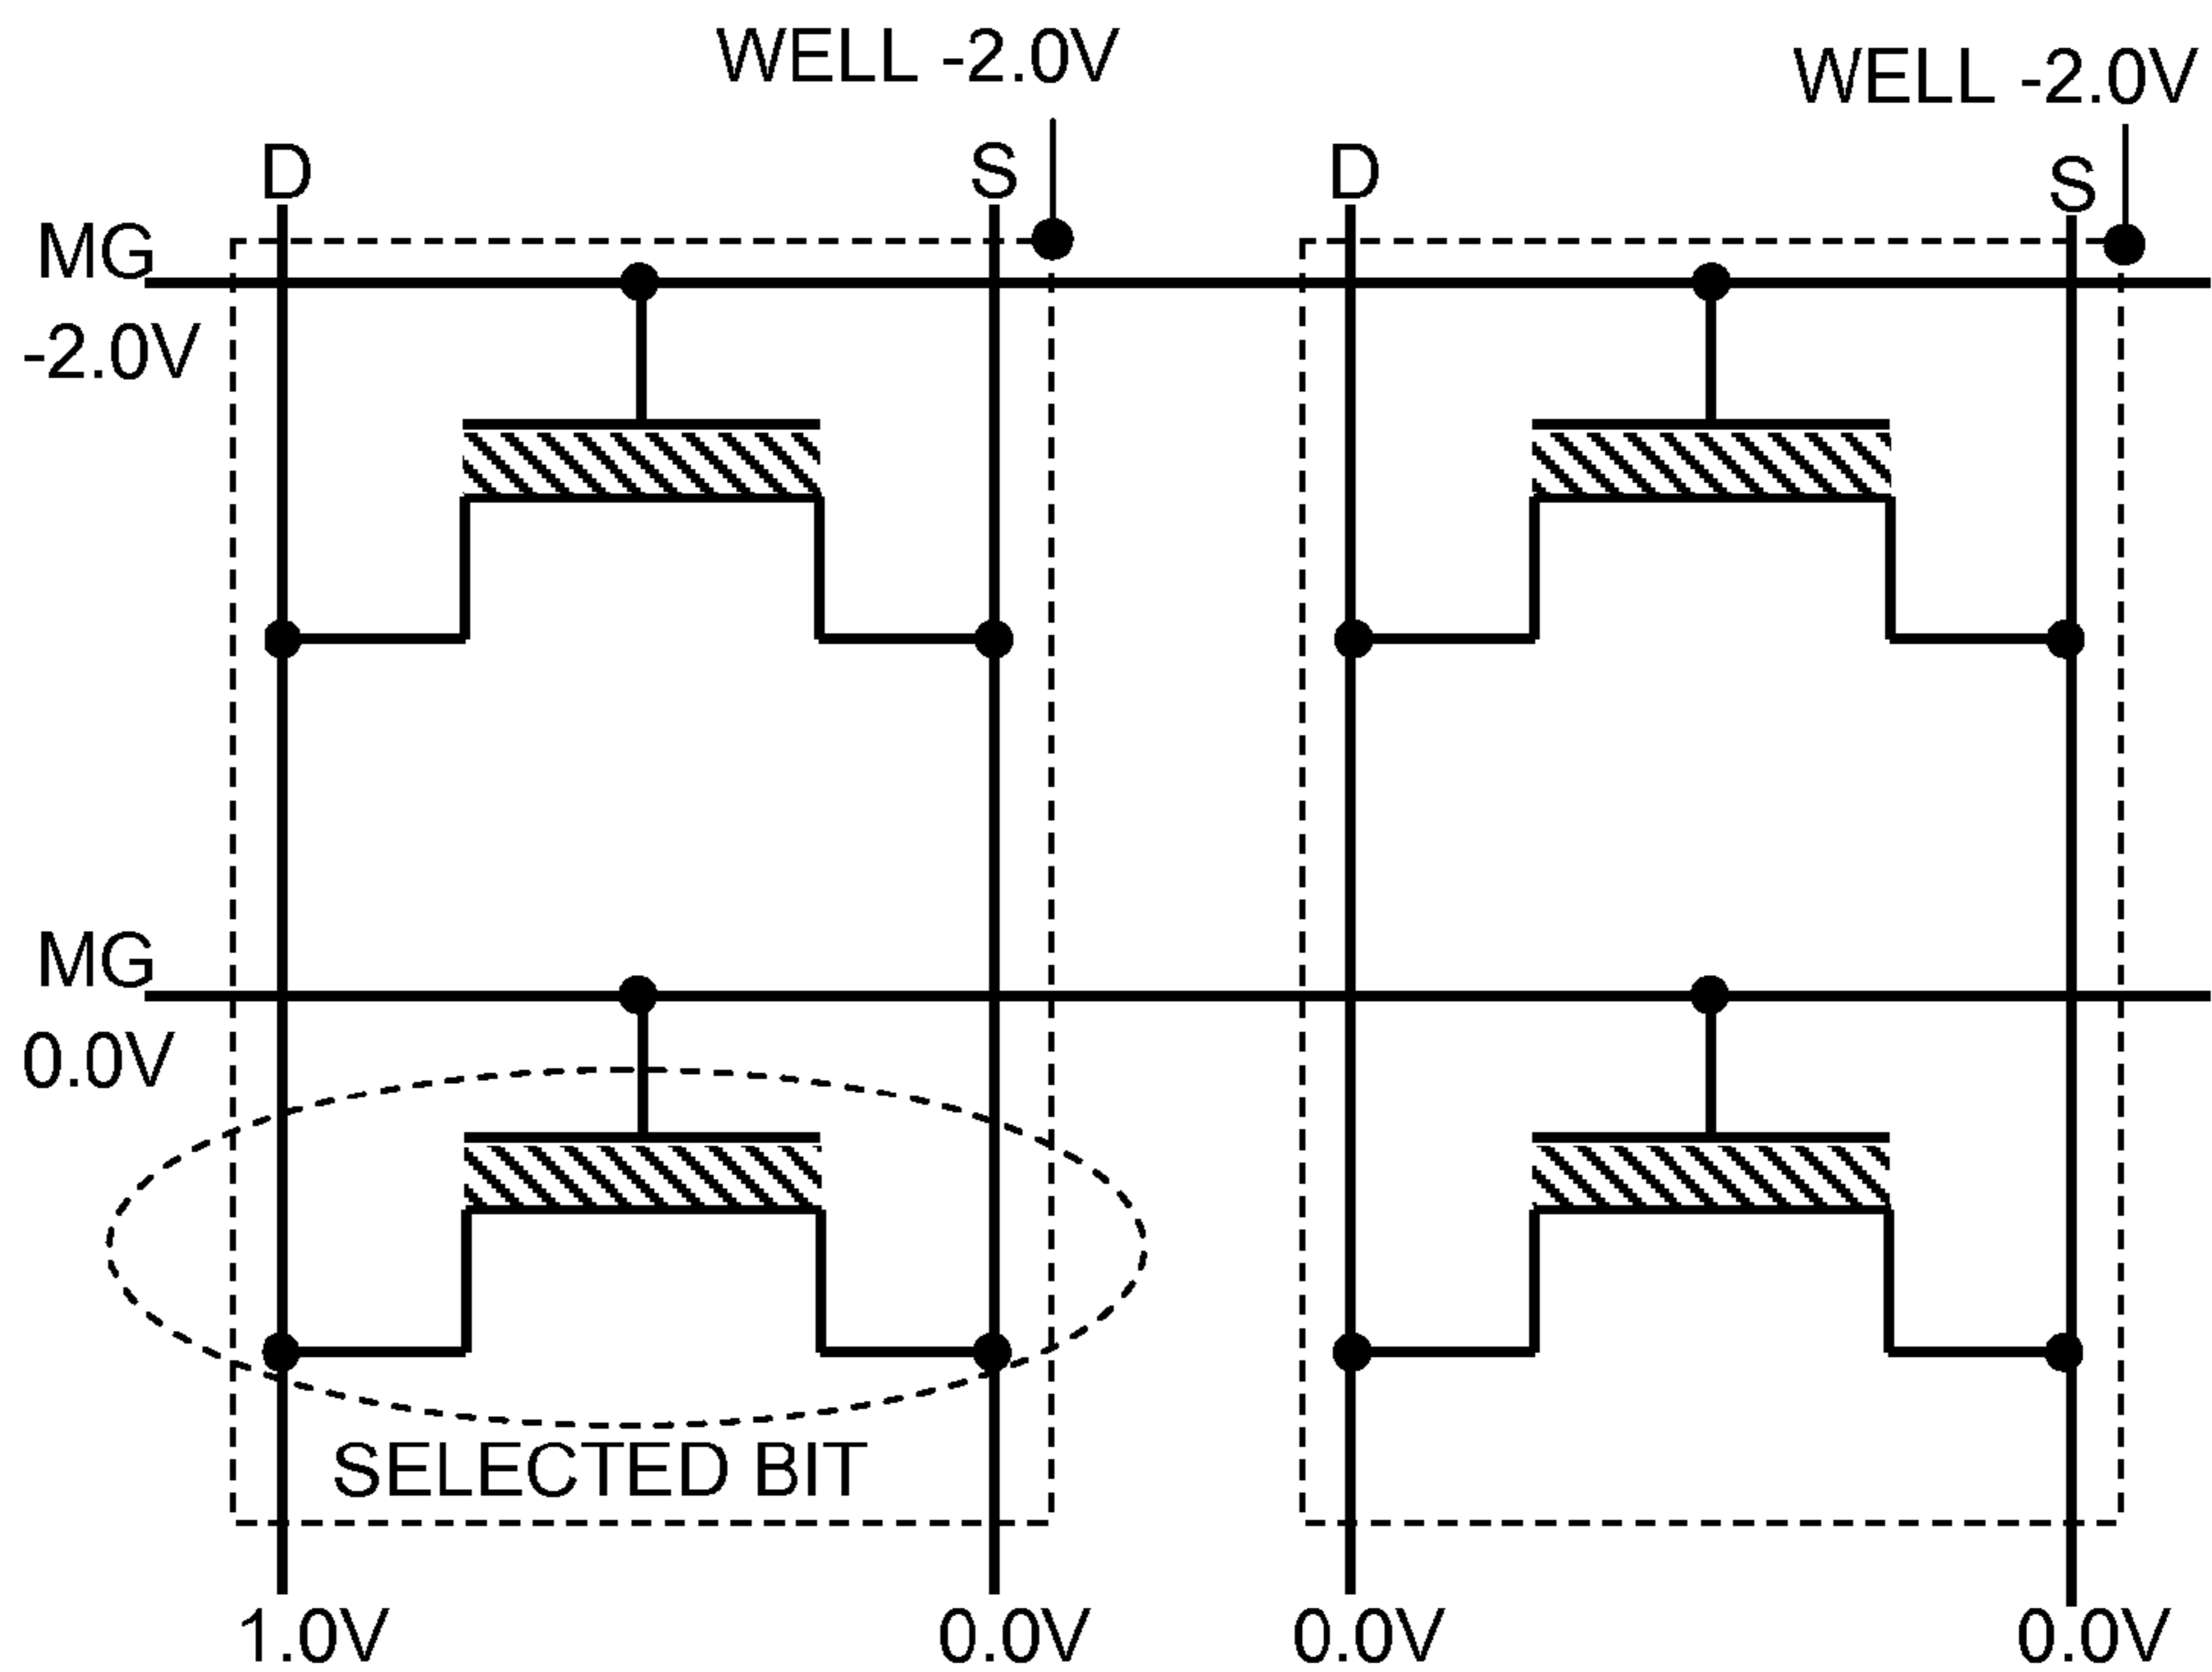 WELL -2.0V
WELL -2.0V
D
S
D
S
MG
-2.0V
MG
0.0V
SELECTED BIT
1.0V
0.0V
0.0V
0.0V